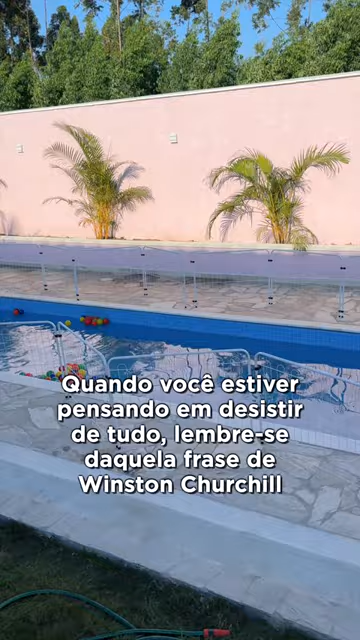 Quando você estiver
pensando em desistir
de tudo, lembre-se
daquela frase de
Winston Churchill